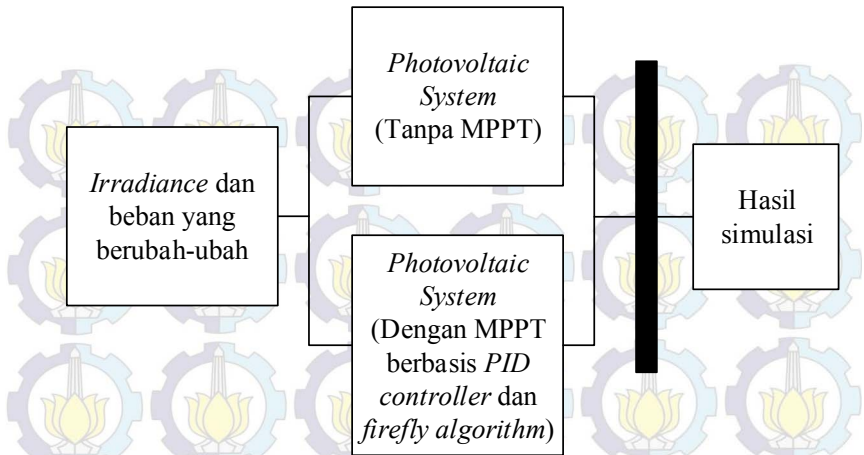 Irradiance dan
beban yang
berubah-ubah
Photovoltaic
System
(Tanpa MPPT)
Photovoltaic
System
(Dengan MPPT
berbasis PID
controller dan
firefly algorithm)
Hasil
simulasi